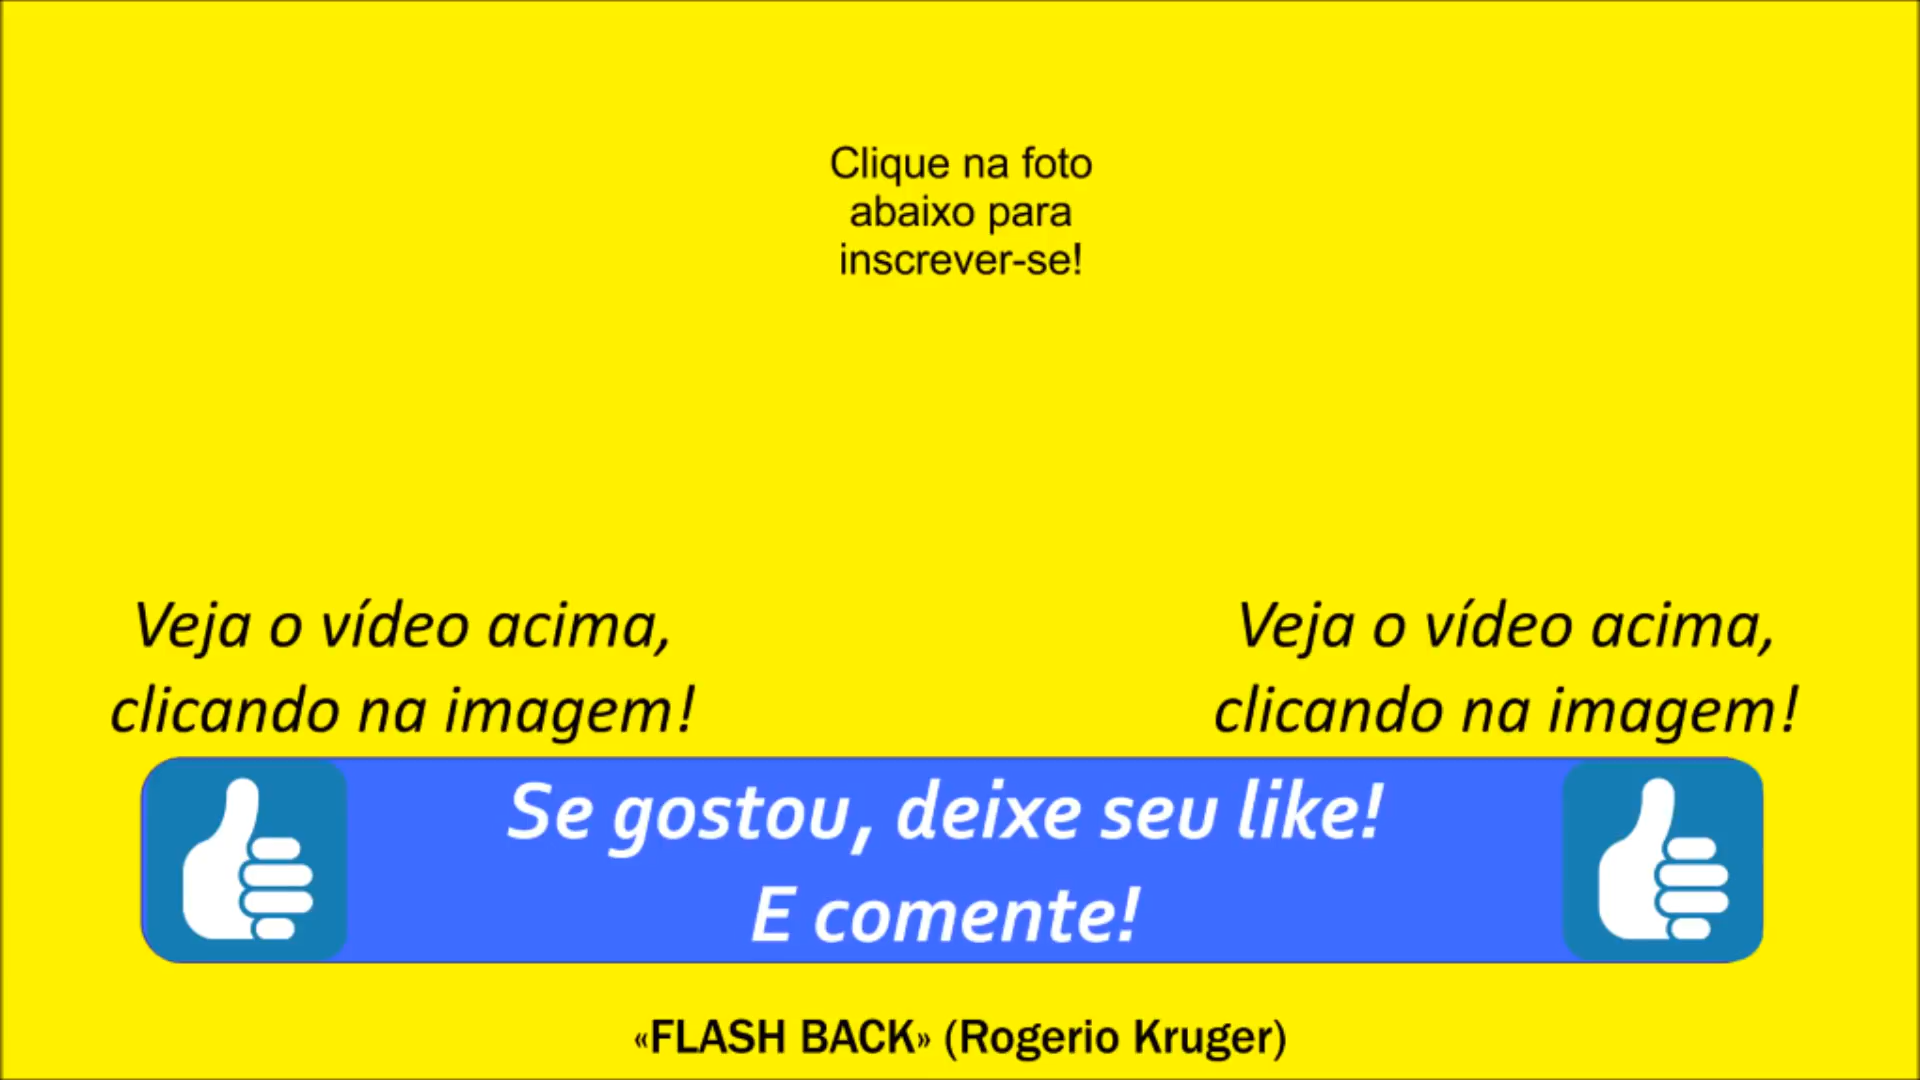 Clique na foto
abaixo para
inscrever-se!
Veja o vídeo acima,
clicando na imagem!
Veja o vídeo acima,
clicando na imagem!
Se gostou, deixe seu like!
E comente!
«FLASH BACK» (Rogerio Kruger)